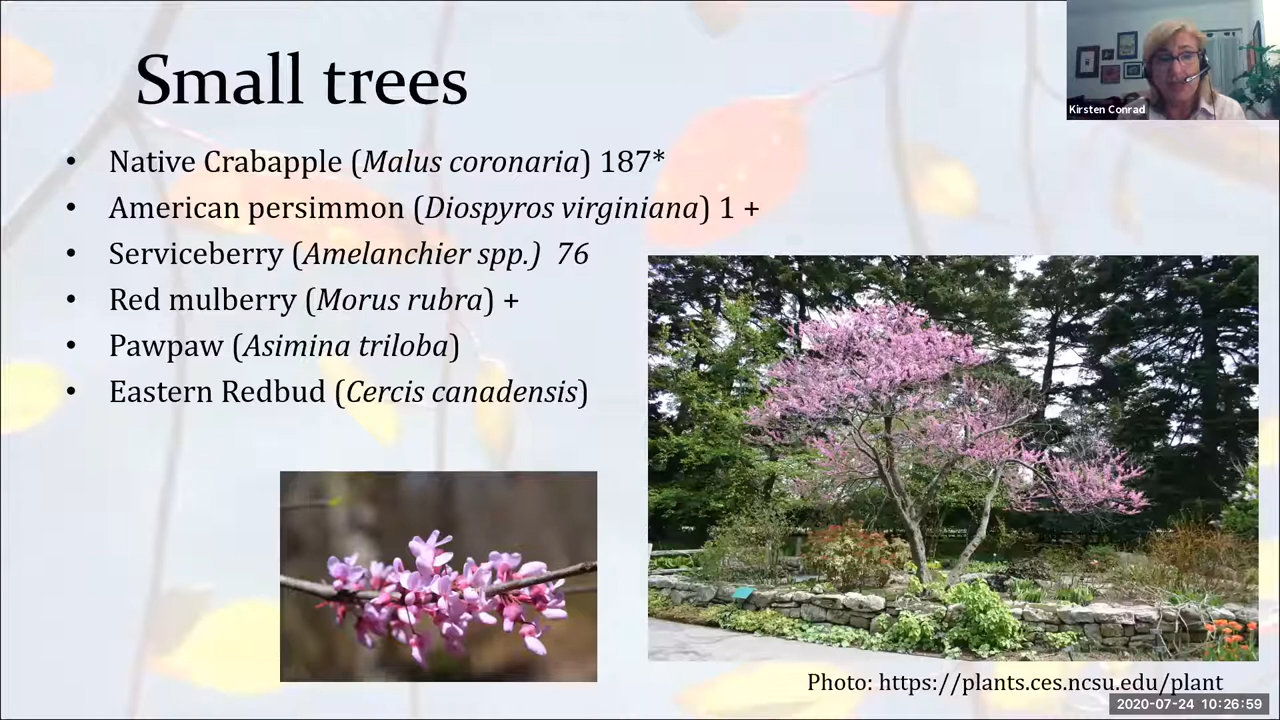 Small trees
Kirsten Conrad
• Native Crabapple (Malus coronaria) 187*
• American persimmon (Diospyros virginiana) 1 +
• Serviceberry (Amelanchier spp.) 76
• Red mulberry (Morus rubra) +
• Pawpaw (Asimina triloba)
• Eastern Redbud (Cercis canadensis)
Photo: https://plants.ces.ncsu.edu/plant
2020-07-24 10:26:59